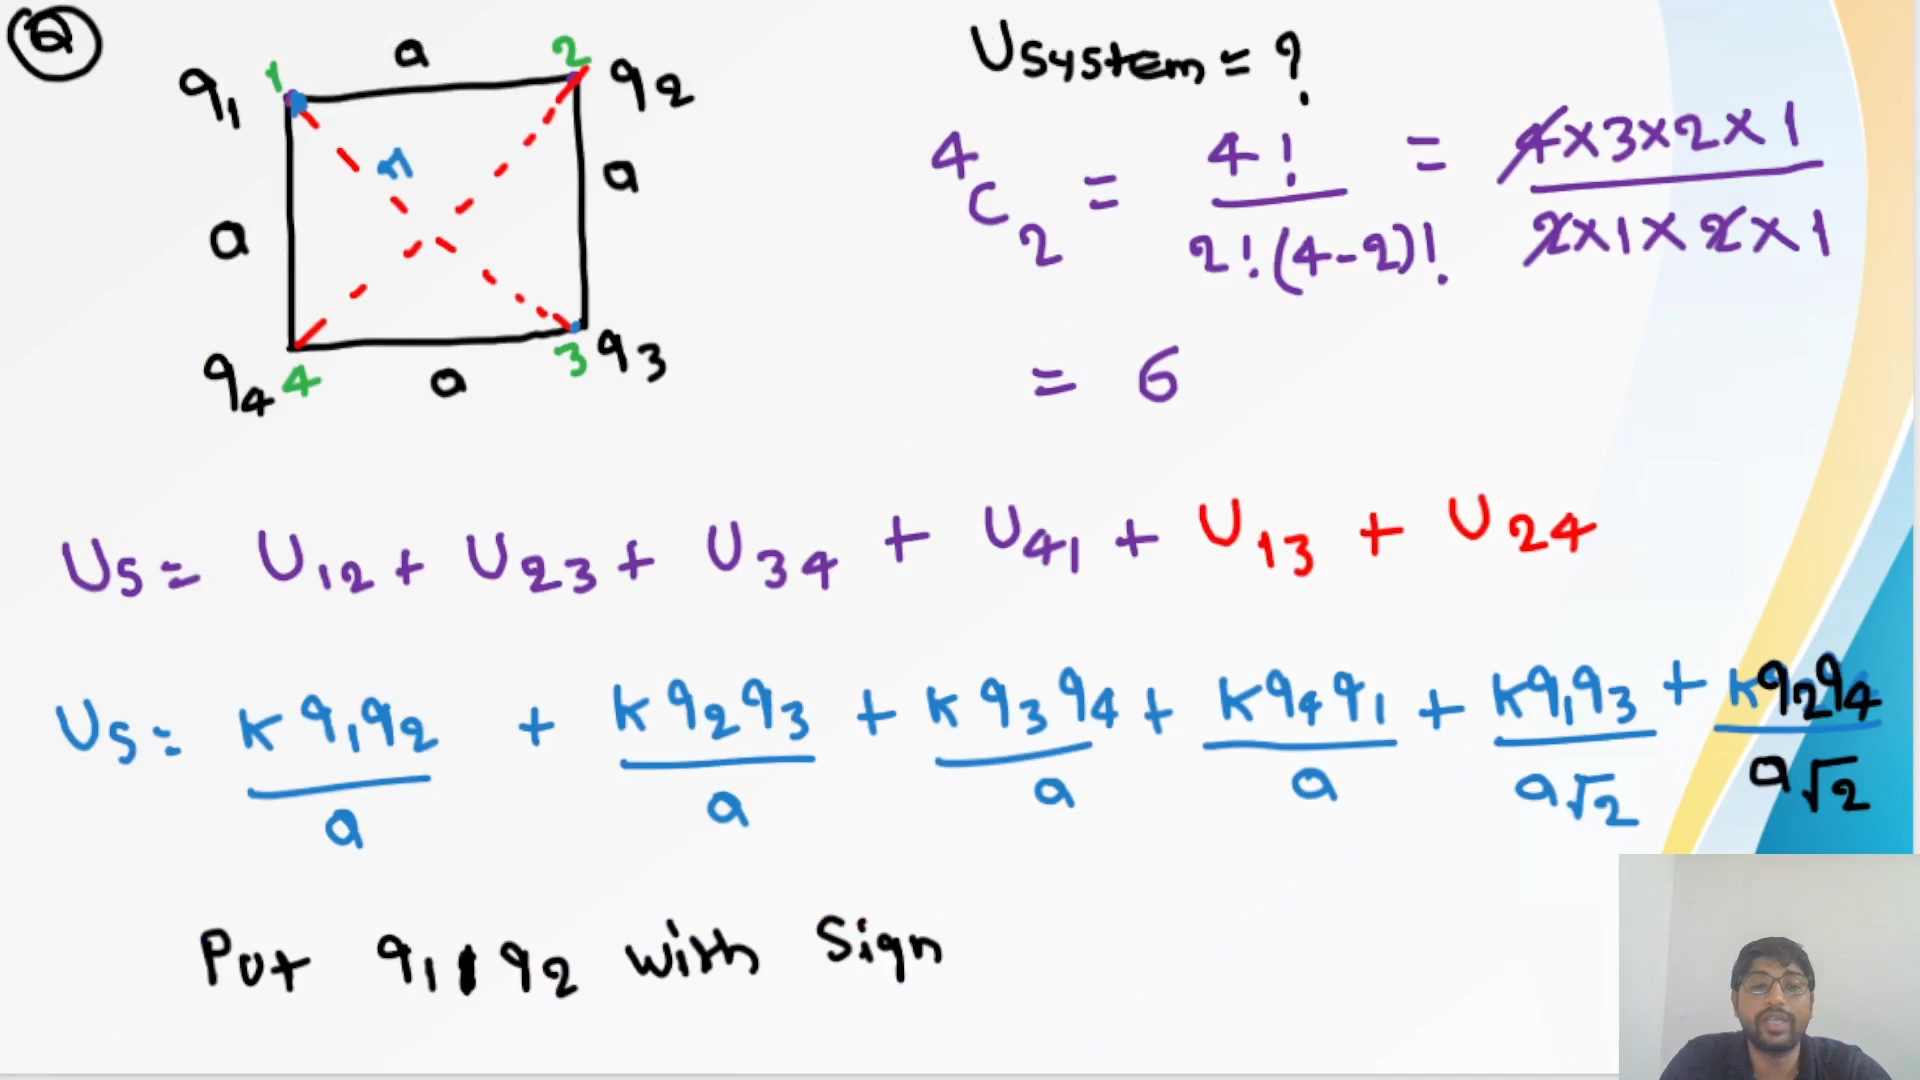 Q
a
1 2
q1 q2
U system = ?
r
a a
4C2 = 4! / 2!(4-2)! = 4×3×2×1 / 2×1×2×1
= 6
q4 4 a 3 q3
Us = U12 + U23 + U34 + U41 + U13 + U24
Us = kq1q2/a + kq2q3/a + kq3q4/a + kq4q1/a + kq1q3/a√2 + kq2q4/a√2
Put q1, q2 with sign